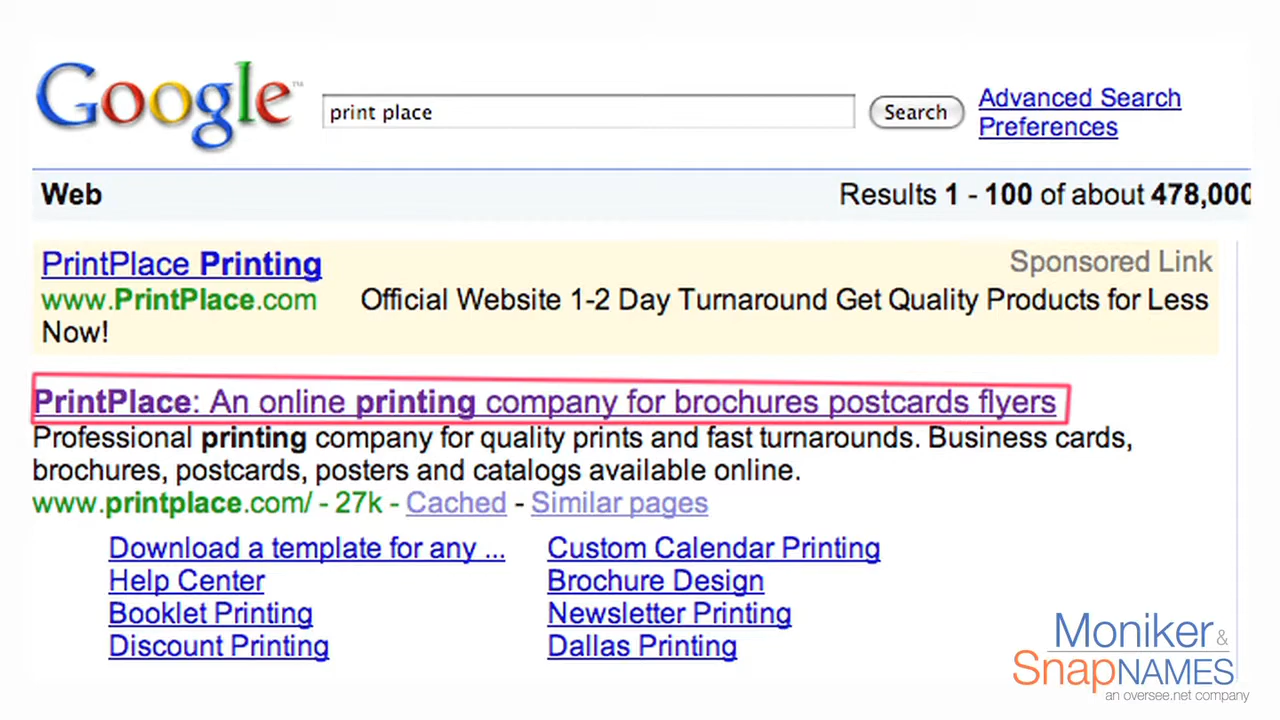 Google™
print place
Search
Advanced Search
Preferences
Web
Results 1 - 100 of about 478,000
PrintPlace Printing
Sponsored Link
www.PrintPlace.com Official Website 1-2 Day Turnaround Get Quality Products for Less
Now!
PrintPlace: An online printing company for brochures postcards flyers
Professional printing company for quality prints and fast turnarounds. Business cards,
brochures, postcards, posters and catalogs available online.
www.printplace.com/ - 27k - Cached - Similar pages
Download a template for any ... Custom Calendar Printing
Help Center Brochure Design
Booklet Printing Newsletter Printing
Discount Printing Dallas Printing
Moniker &
SnapNAMES
an oversee.net company